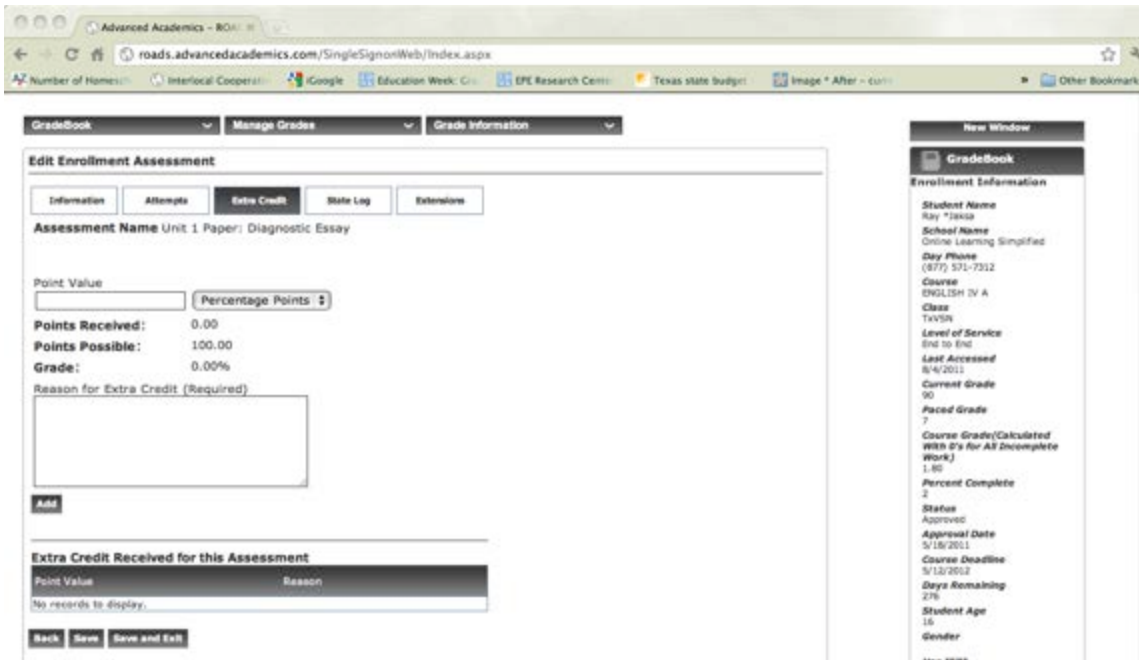 Advanced Academics - ROA
roads.advancedacademics.com/SingleSignonWeb/Index.aspx
Number of Homesch Interlocal Cooperati iGoogle Education Week: EPE Research Cente Texas state budget Image * After - Other Bookmark
GradeBook Manage Grades Grade Information
New Window
Edit Enrollment Assessment
Information Attempts Extra Credit State Log Extensions
Assessment Name Unit 1 Paper: Diagnostic Essay
Point Value
Percentage Points
Points Received: 0.00
Points Possible: 100.00
Grade: 0.00%
Reason for Extra Credit (Required)
Add
Extra Credit Received for this Assessment
Point Value Reason
No records to display.
Back Save Save and Exit
GradeBook
Enrollment Information
Student Name
Ray *Jaksa
School Name
Online Learning Simplified
Day Phone
(877) 571-7312
Course
ENGLISH IV A
Class
TxVSN
Level of Service
End to End
Last Accessed
8/4/2011
Current Grade
90
Paced Grade
7
Course Grade(Calculated
With 0's for All Incomplete
Work)
1.80
Percent Complete
2
Status
Approved
Approval Date
5/18/2011
Course Deadline
5/12/2012
Days Remaining
276
Student Age
16
Gender